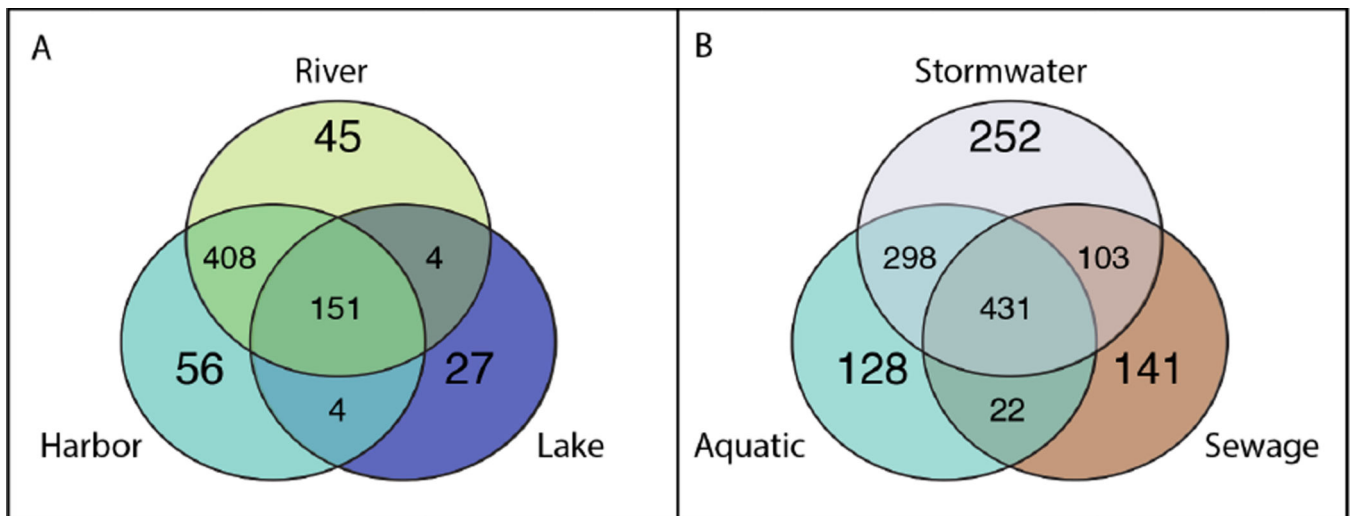 A
River
45
408
4
151
56
27
4
Harbor
Lake
B
Stormwater
252
298
103
431
128
141
22
Aquatic
Sewage